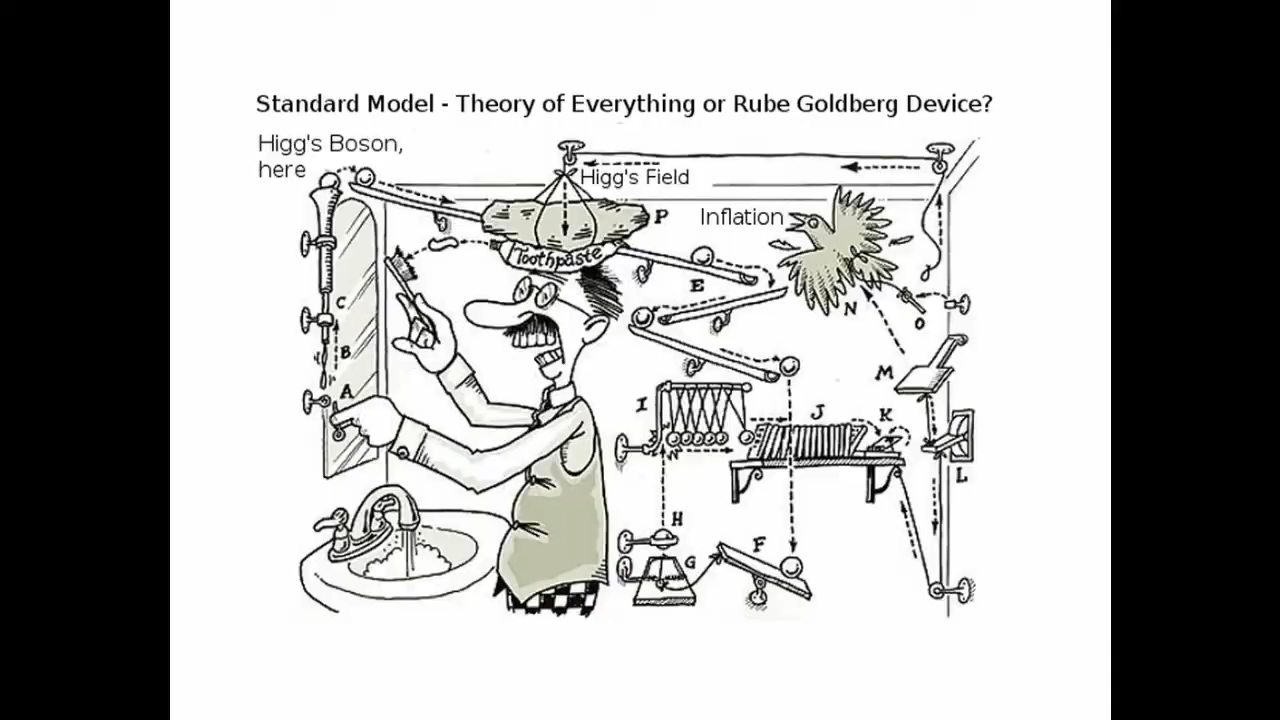 Standard Model - Theory of Everything or Rube Goldberg Device?
Higg's Boson,
here
Higg's Field
P
Inflation
Toothpaste
E
C
N
O
B
M
A
I
J
K
L
H
F
G